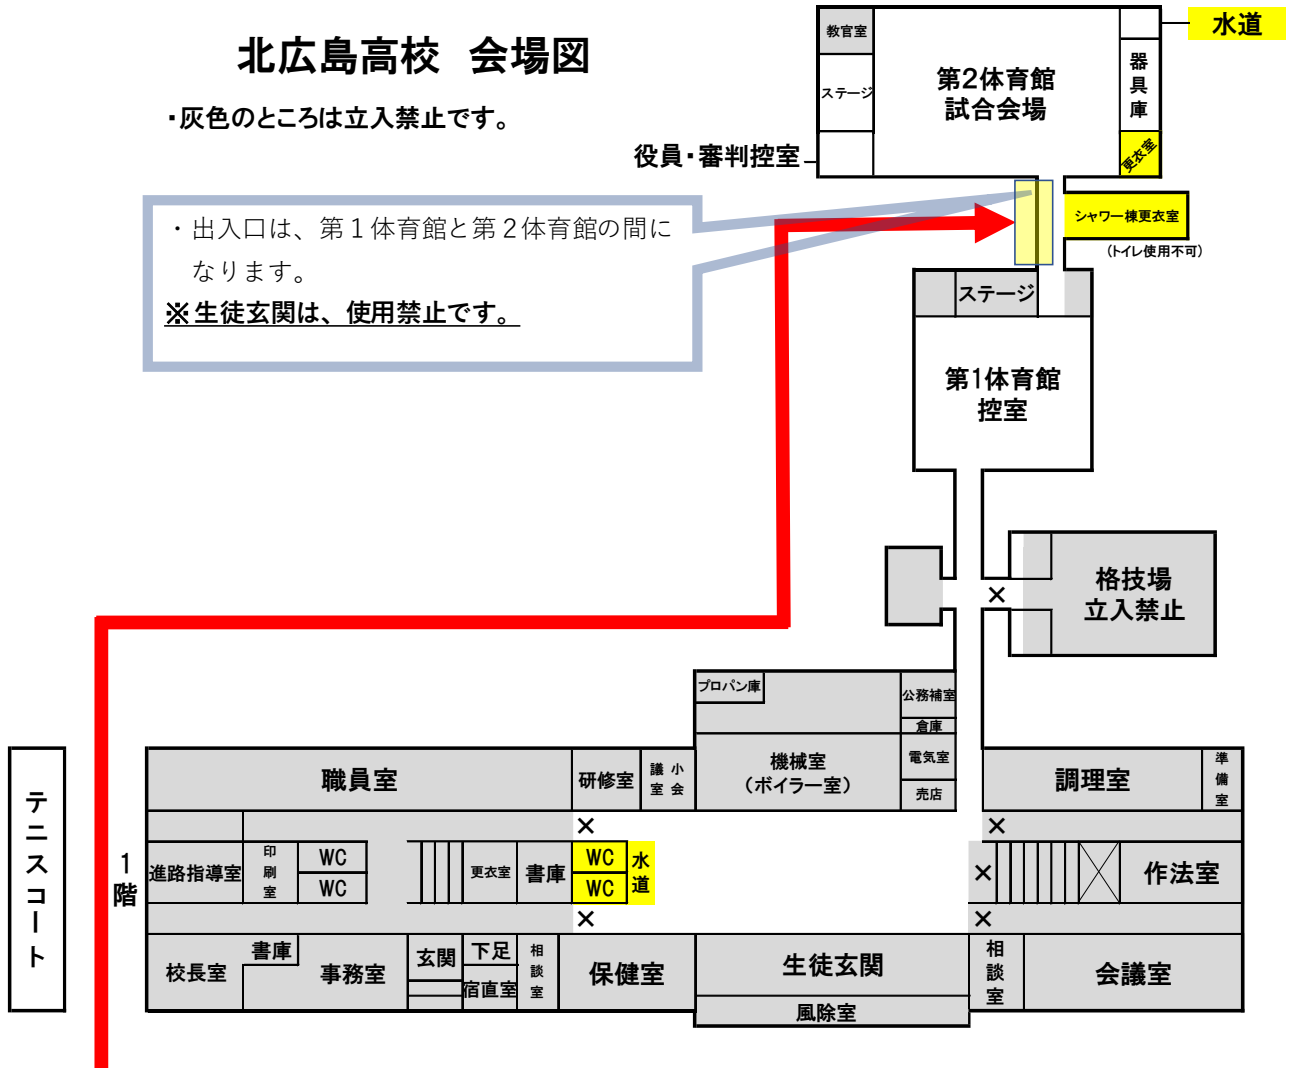 北広島高校 会場図
・灰色のところは立入禁止です。
水道
教官室
ステージ
第2体育館
試合会場
器具庫
更衣室
役員・審判控室
・出入口は、第１体育館と第２体育館の間に
なります。
※生徒玄関は、使用禁止です。
シャワー棟更衣室
(トイレ使用不可)
ステージ
第1体育館
控室
×
格技場
立入禁止
プロパン庫
公務補室
倉庫
機械室
（ボイラー室）
電気室
売店
職員室
研修室
小会議室
調理室
準備室
テニスコート
1階
×
×
進路指導室
印刷室
WC
WC
更衣室
書庫
WC
WC
水道
×
作法室
×
×
校長室
書庫
事務室
玄関
下足
宿直室
相談室
保健室
生徒玄関
風除室
相談室
会議室